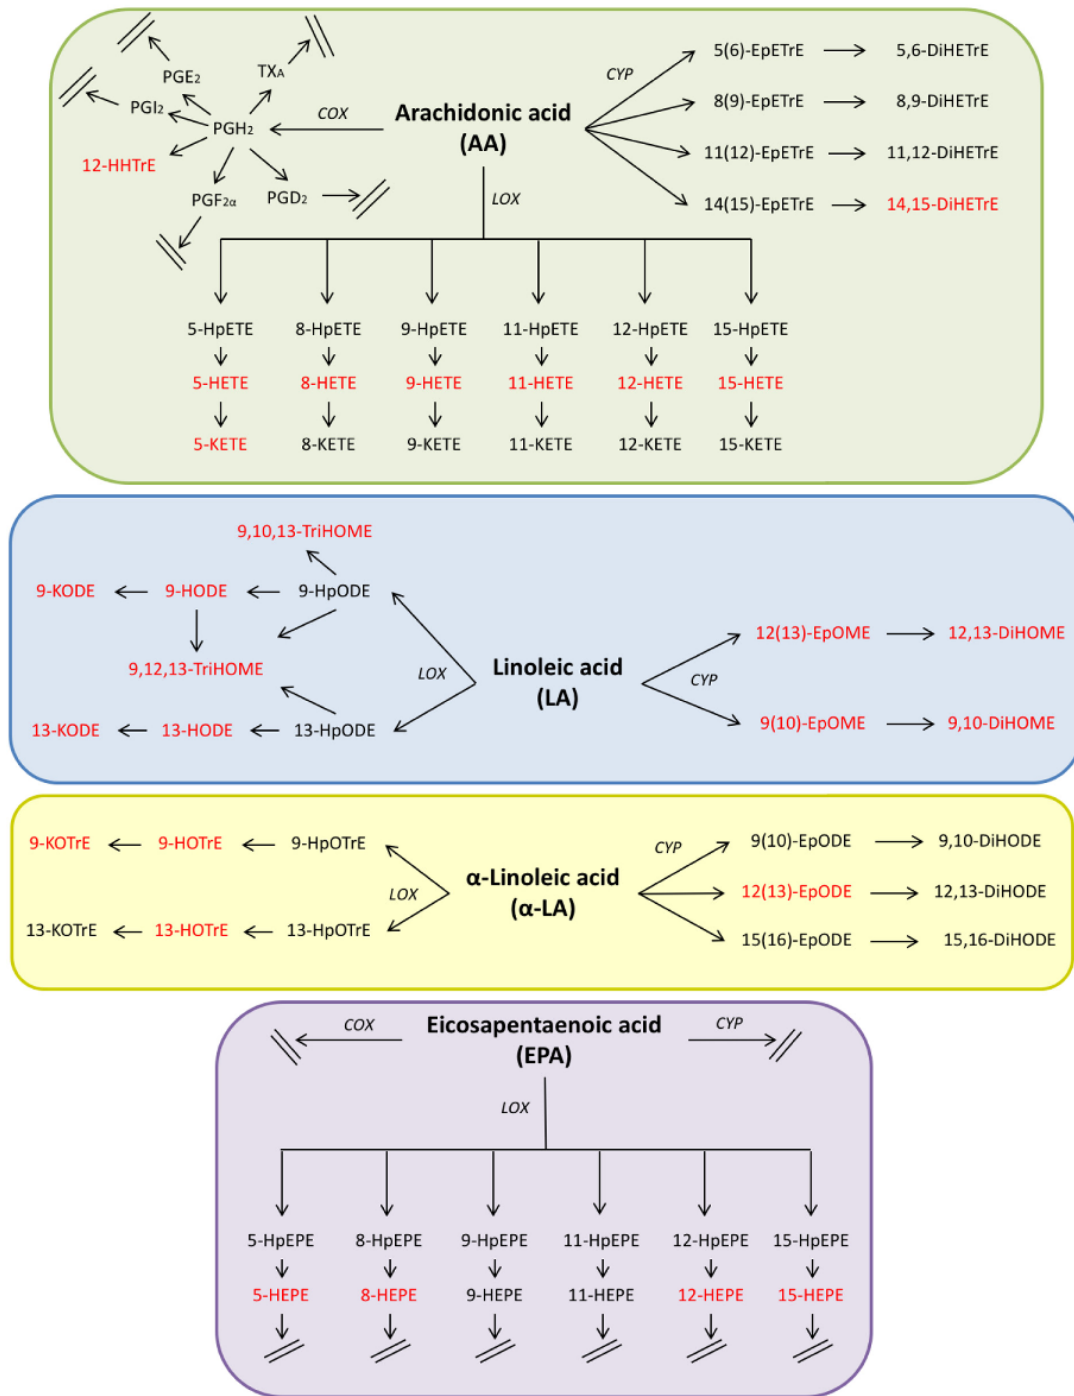 PGE2
TXA
PGI2
PGH2
COX
12-HHTrE
PGF2α
PGD2
Arachidonic acid
(AA)
CYP
5(6)-EpETrE
5,6-DiHETrE
8(9)-EpETrE
8,9-DiHETrE
11(12)-EpETrE
11,12-DiHETrE
14(15)-EpETrE
14,15-DiHETrE
LOX
5-HpETE 8-HpETE 9-HpETE 11-HpETE 12-HpETE 15-HpETE
5-HETE 8-HETE 9-HETE 11-HETE 12-HETE 15-HETE
5-KETE 8-KETE 9-KETE 11-KETE 12-KETE 15-KETE
9,10,13-TriHOME
9-KODE 9-HODE 9-HpODE
9,12,13-TriHOME
13-KODE 13-HODE 13-HpODE
LOX
Linoleic acid
(LA)
CYP
12(13)-EpOME 12,13-DiHOME
9(10)-EpOME 9,10-DiHOME
9-KOTrE 9-HOTrE 9-HpOTrE
13-KOTrE 13-HOTrE 13-HpOTrE
LOX
α-Linoleic acid
(α-LA)
CYP
9(10)-EpODE 9,10-DiHODE
12(13)-EpODE 12,13-DiHODE
15(16)-EpODE 15,16-DiHODE
COX
Eicosapentaenoic acid
(EPA)
CYP
LOX
5-HpEPE 8-HpEPE 9-HpEPE 11-HpEPE 12-HpEPE 15-HpEPE
5-HEPE 8-HEPE 9-HEPE 11-HEPE 12-HEPE 15-HEPE